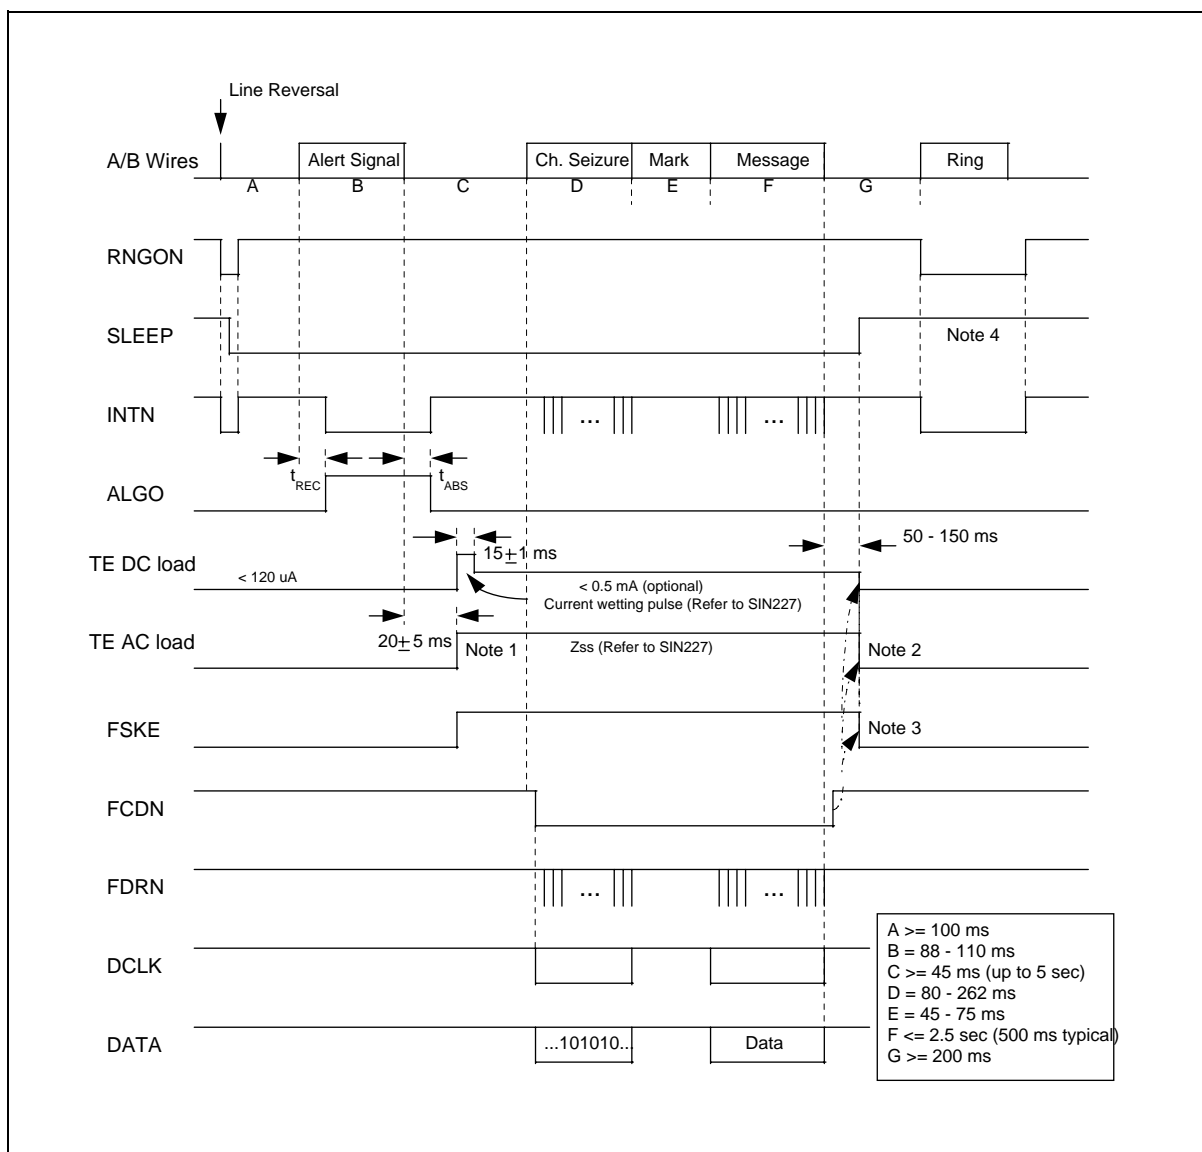 Line Reversal
A/B Wires
Alert Signal
Ch. Seizure
Mark
Message
Ring
A
B
C
D
E
F
G
RNGON
SLEEP
Note 4
INTN
...
...
tREC
tABS
ALGO
50 - 150 ms
15±1 ms
TE DC load
< 120 uA
< 0.5 mA (optional)
Current wetting pulse (Refer to SIN227)
20±5 ms
TE AC load
Note 1
Zss (Refer to SIN227)
Note 2
FSKE
Note 3
FCDN
FDRN
...
...
DCLK
DATA
...101010...
Data
A >= 100 ms
B = 88 - 110 ms
C >= 45 ms (up to 5 sec)
D = 80 - 262 ms
E = 45 - 75 ms
F <= 2.5 sec (500 ms typical)
G >= 200 ms